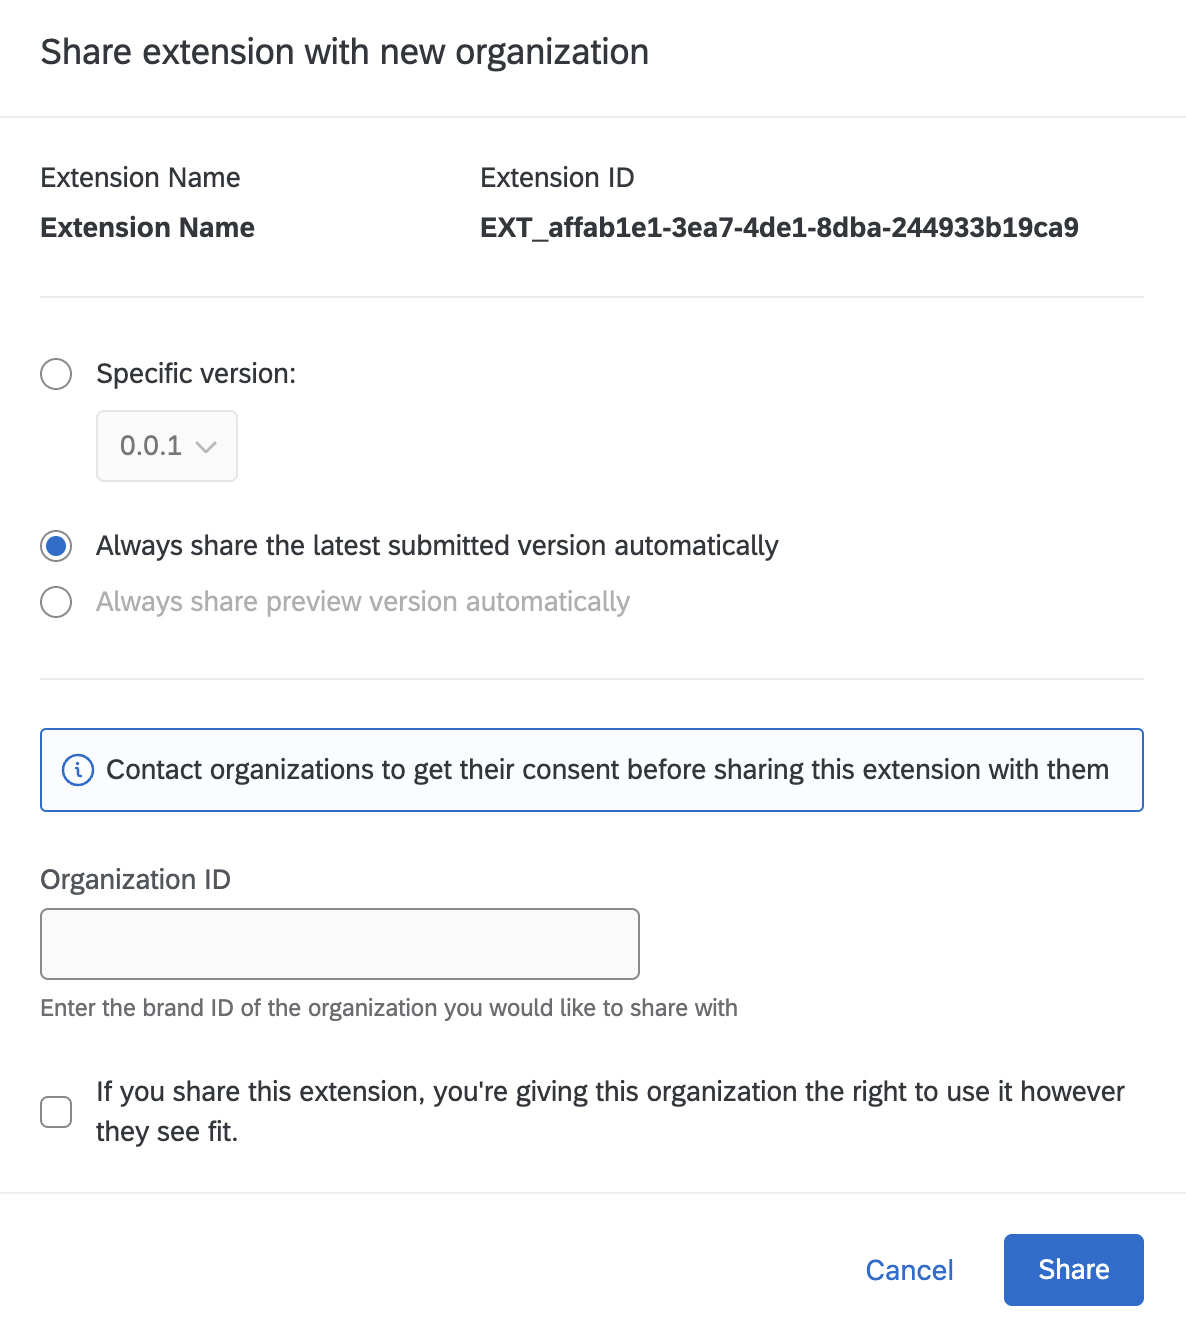 Share extension with new organization
Extension Name
Extension ID
Extension Name
EXT_affab1e1-3ea7-4de1-8dba-244933b19ca9
Specific version:
0.0.1
Always share the latest submitted version automatically
Always share preview version automatically
Contact organizations to get their consent before sharing this extension with them
Organization ID
Enter the brand ID of the organization you would like to share with
If you share this extension, you're giving this organization the right to use it however
they see fit.
Cancel
Share